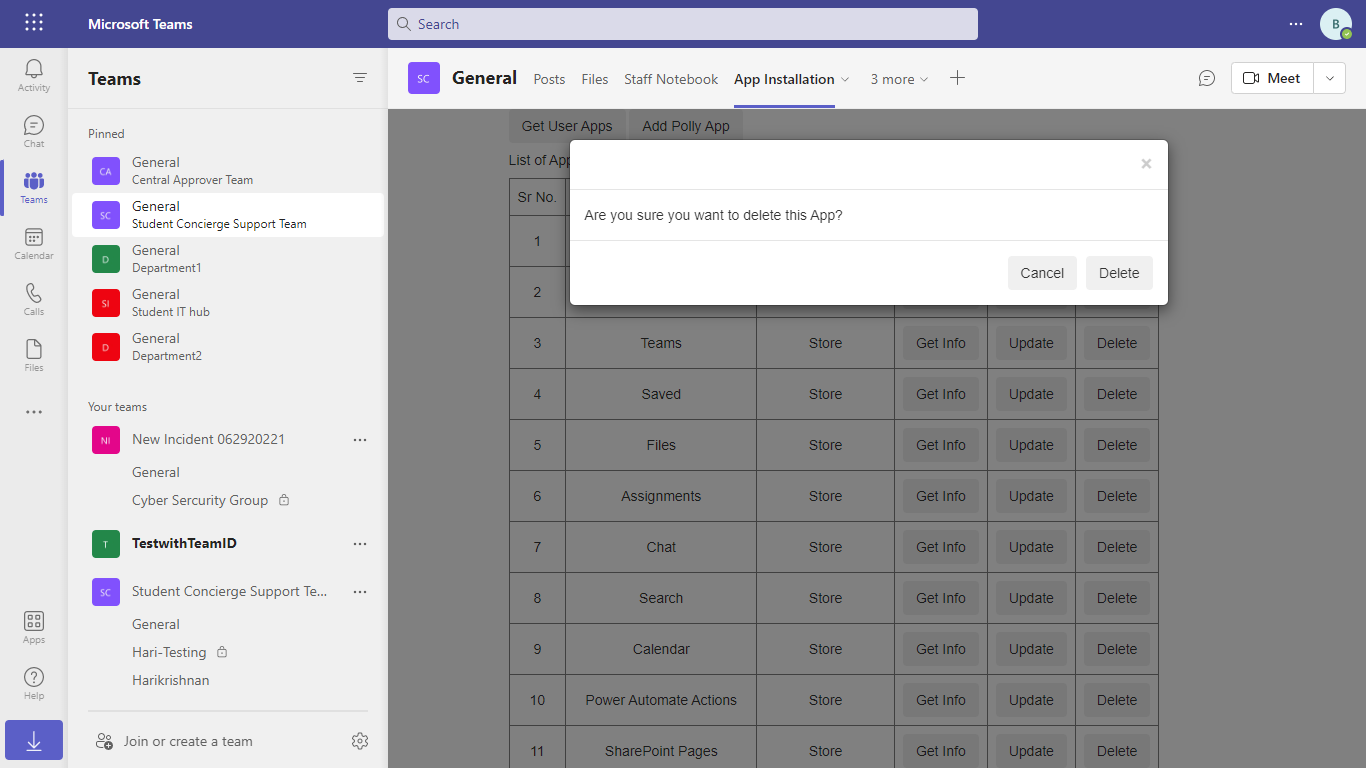 Microsoft Teams
Search
B
Activity
Chat
Teams
Calendar
Calls
Files
Apps
Help
Teams
Pinned
CA
General
Central Approver Team
SC
General
Student Concierge Support Team
D
General
Department1
SI
General
Student IT hub
D
General
Department2
Your teams
NI
New Incident 062920221
General
Cyber Sercurity Group
T
TestwithTeamID
SC
Student Concierge Support Te...
General
Hari-Testing
Harikrishnan
Join or create a team
SC
General
Posts
Files
Staff Notebook
App Installation
3 more
Meet
Get User Apps
Add Polly App
List of App
Are you sure you want to delete this App?
Cancel
Delete
Sr No.
1
2
3 Teams Store Get Info Update Delete
4 Saved Store Get Info Update Delete
5 Files Store Get Info Update Delete
6 Assignments Store Get Info Update Delete
7 Chat Store Get Info Update Delete
8 Search Store Get Info Update Delete
9 Calendar Store Get Info Update Delete
10 Power Automate Actions Store Get Info Update Delete
11 SharePoint Pages Store Get Info Update Delete